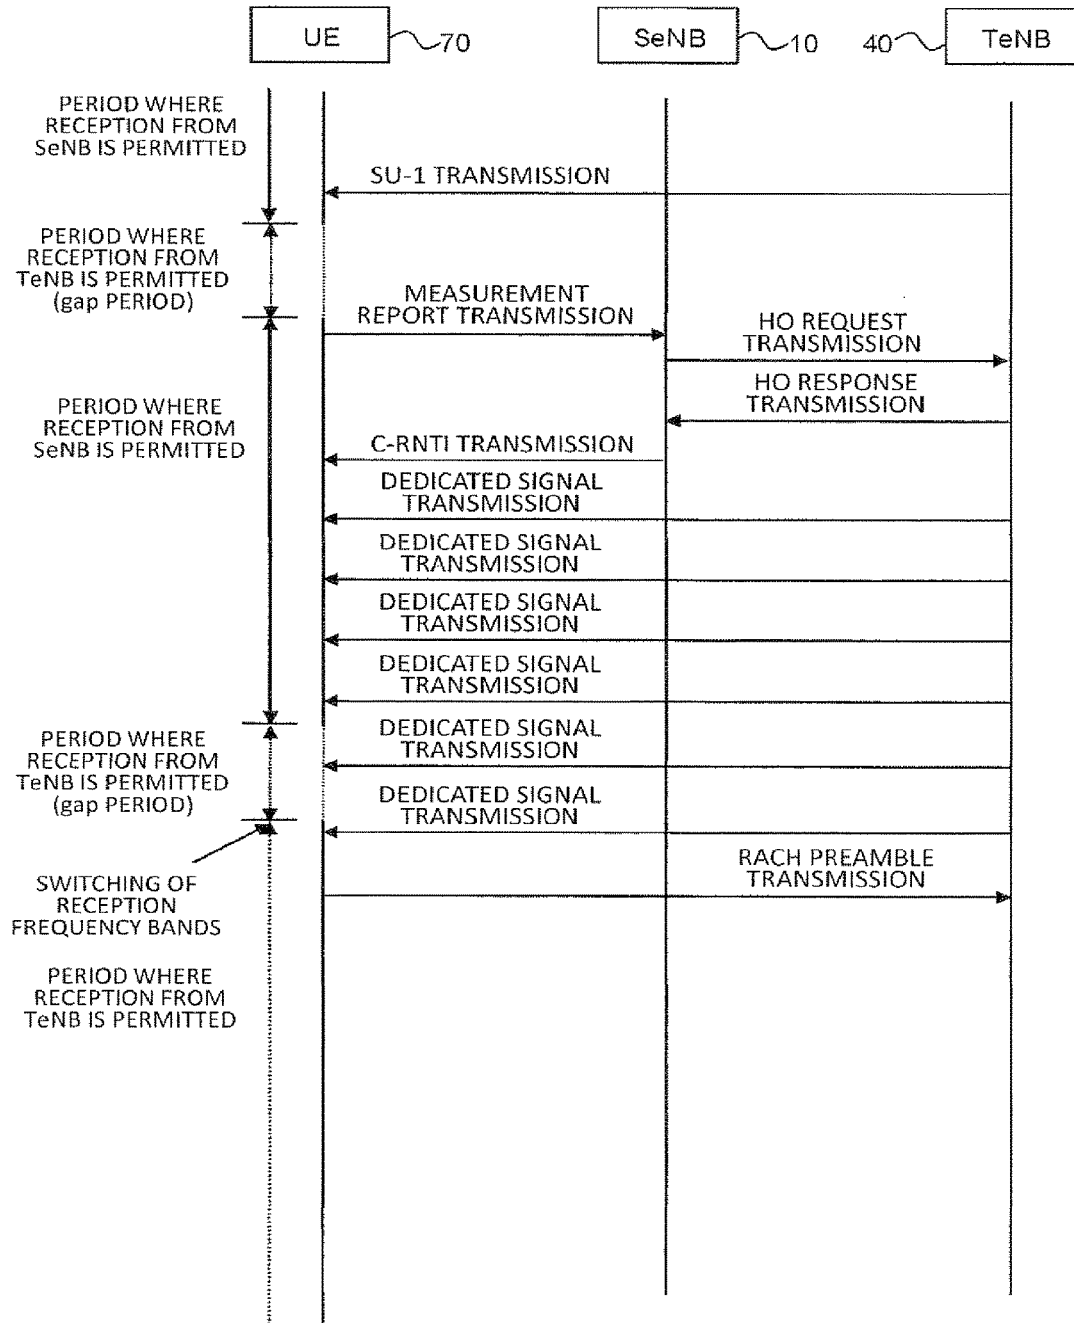 UE
70
SeNB
10
40
TeNB
PERIOD WHERE
RECEPTION FROM
SeNB IS PERMITTED
SU-1 TRANSMISSION
PERIOD WHERE
RECEPTION FROM
TeNB IS PERMITTED
(gap PERIOD)
MEASUREMENT
REPORT TRANSMISSION
HO REQUEST
TRANSMISSION
HO RESPONSE
TRANSMISSION
PERIOD WHERE
RECEPTION FROM
SeNB IS PERMITTED
C-RNTI TRANSMISSION
DEDICATED SIGNAL
TRANSMISSION
DEDICATED SIGNAL
TRANSMISSION
DEDICATED SIGNAL
TRANSMISSION
DEDICATED SIGNAL
TRANSMISSION
DEDICATED SIGNAL
TRANSMISSION
PERIOD WHERE
RECEPTION FROM
TeNB IS PERMITTED
(gap PERIOD)
DEDICATED SIGNAL
TRANSMISSION
RACH PREAMBLE
TRANSMISSION
SWITCHING OF
RECEPTION
FREQUENCY BANDS
PERIOD WHERE
RECEPTION FROM
TeNB IS PERMITTED